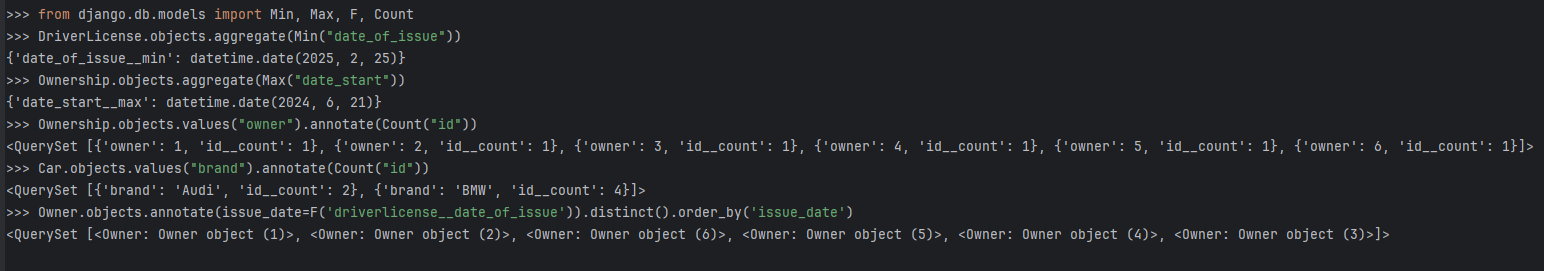 >>> from django.db.models import Min, Max, F, Count
>>> DriverLicense.objects.aggregate(Min("date_of_issue"))
{'date_of_issue__min': datetime.date(2025, 2, 25)}
>>> Ownership.objects.aggregate(Max("date_start"))
{'date_start__max': datetime.date(2024, 6, 21)}
>>> Ownership.objects.values("owner").annotate(Count("id"))
<QuerySet [{'owner': 1, 'id__count': 1}, {'owner': 2, 'id__count': 1}, {'owner': 3, 'id__count': 1}, {'owner': 4, 'id__count': 1}, {'owner': 5, 'id__count': 1}, {'owner': 6, 'id__count': 1}]>
>>> Car.objects.values("brand").annotate(Count("id"))
<QuerySet [{'brand': 'Audi', 'id__count': 2}, {'brand': 'BMW', 'id__count': 4}]>
>>> Owner.objects.annotate(issue_date=F('driverlicense__date_of_issue')).distinct().order_by('issue_date')
<QuerySet [<Owner: Owner object (1)>, <Owner: Owner object (2)>, <Owner: Owner object (6)>, <Owner: Owner object (5)>, <Owner: Owner object (4)>, <Owner: Owner object (3)>]>